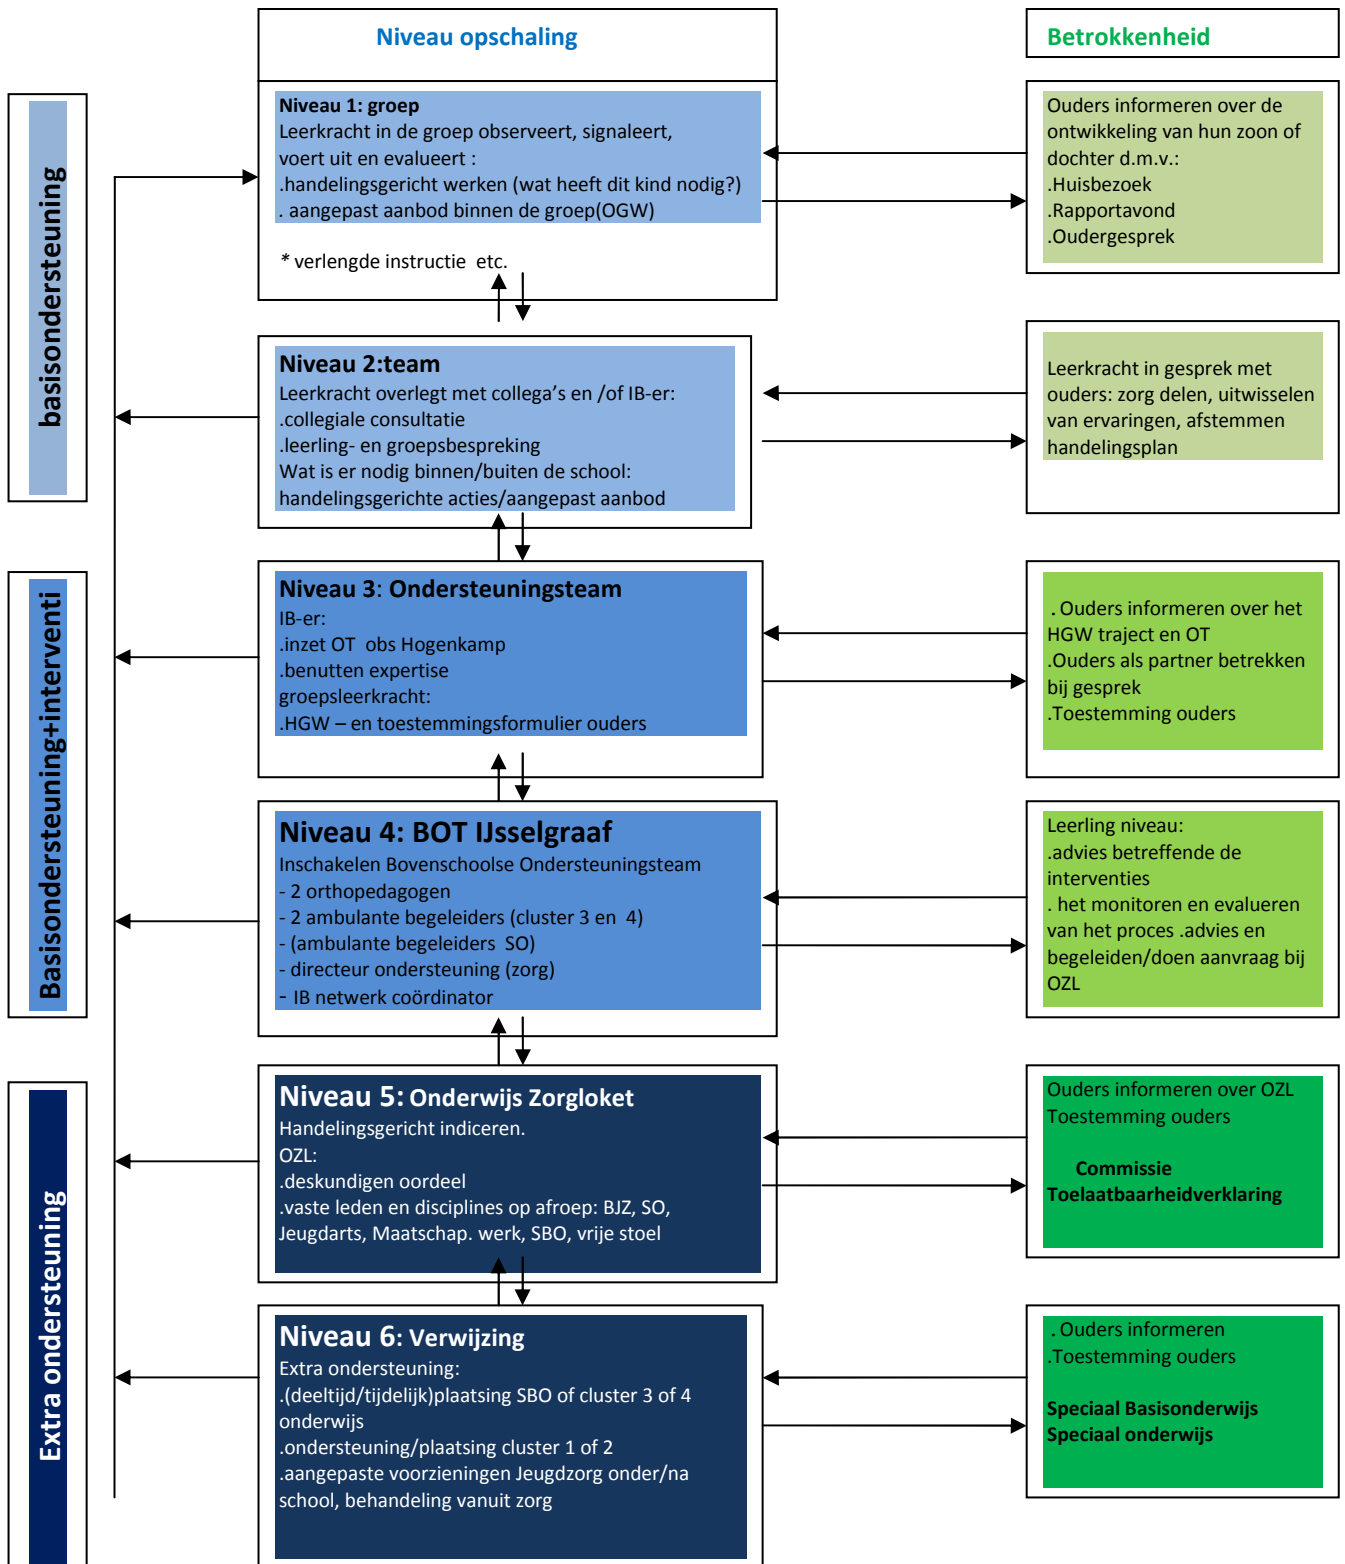 Niveau opschaling
Betrokkenheid
basisondersteuning
Niveau 1: groep
Leerkracht in de groep observeert, signaleert,
voert uit en evalueert :
.handelingsgericht werken (wat heeft dit kind nodig?)
. aangepast aanbod binnen de groep(OGW)
* verlengde instructie etc.
Ouders informeren over de
ontwikkeling van hun zoon of
dochter d.m.v.:
.Huisbezoek
.Rapportavond
.Oudergesprek
Niveau 2:team
Leerkracht overlegt met collega's en /of IB-er:
.collegiale consultatie
.leerling- en groepsbespreking
Wat is er nodig binnen/buiten de school:
handelingsgerichte acties/aangepast aanbod
Leerkracht in gesprek met
ouders: zorg delen, uitwisselen
van ervaringen, afstemmen
handelingsplan
Basisondersteuning+interventi
Niveau 3: Ondersteuningsteam
IB-er:
.inzet OT obs Hogenkamp
.benutten expertise
groepsleerkracht:
.HGW – en toestemmingsformulier ouders
. Ouders informeren over het
HGW traject en OT
.Ouders als partner betrekken
bij gesprek
.Toestemming ouders
Niveau 4: BOT IJsselgraaf
Inschakelen Bovenschoolse Ondersteuningsteam
- 2 orthopedagogen
- 2 ambulante begeleiders (cluster 3 en 4)
- (ambulante begeleiders SO)
- directeur ondersteuning (zorg)
- IB netwerk coördinator
Leerling niveau:
.advies betreffende de
interventies
. het monitoren en evalueren
van het proces .advies en
begeleiden/doen aanvraag bij
OZL
Extra ondersteuning
Niveau 5: Onderwijs Zorgloket
Handelingsgericht indiceren.
OZL:
.deskundigen oordeel
.vaste leden en disciplines op afroep: BJZ, SO,
Jeugdarts, Maatschap. werk, SBO, vrije stoel
Ouders informeren over OZL
Toestemming ouders
Commissie
Toelaatbaarheidverklaring
Niveau 6: Verwijzing
Extra ondersteuning:
.(deeltijd/tijdelijk)plaatsing SBO of cluster 3 of 4
onderwijs
.ondersteuning/plaatsing cluster 1 of 2
.aangepaste voorzieningen Jeugdzorg onder/na
school, behandeling vanuit zorg
. Ouders informeren
.Toestemming ouders
Speciaal Basisonderwijs
Speciaal onderwijs